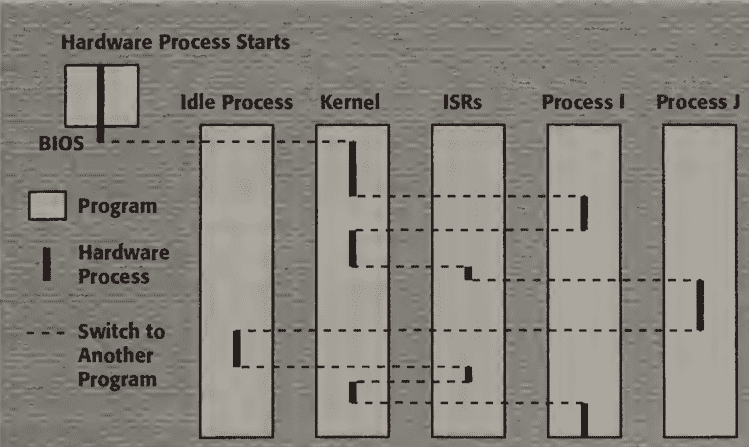 Hardware Process Starts
Idle Process Kernel ISRs Process I Process J
BIOS
Program
Hardware
Process
Switch to
Another
Program